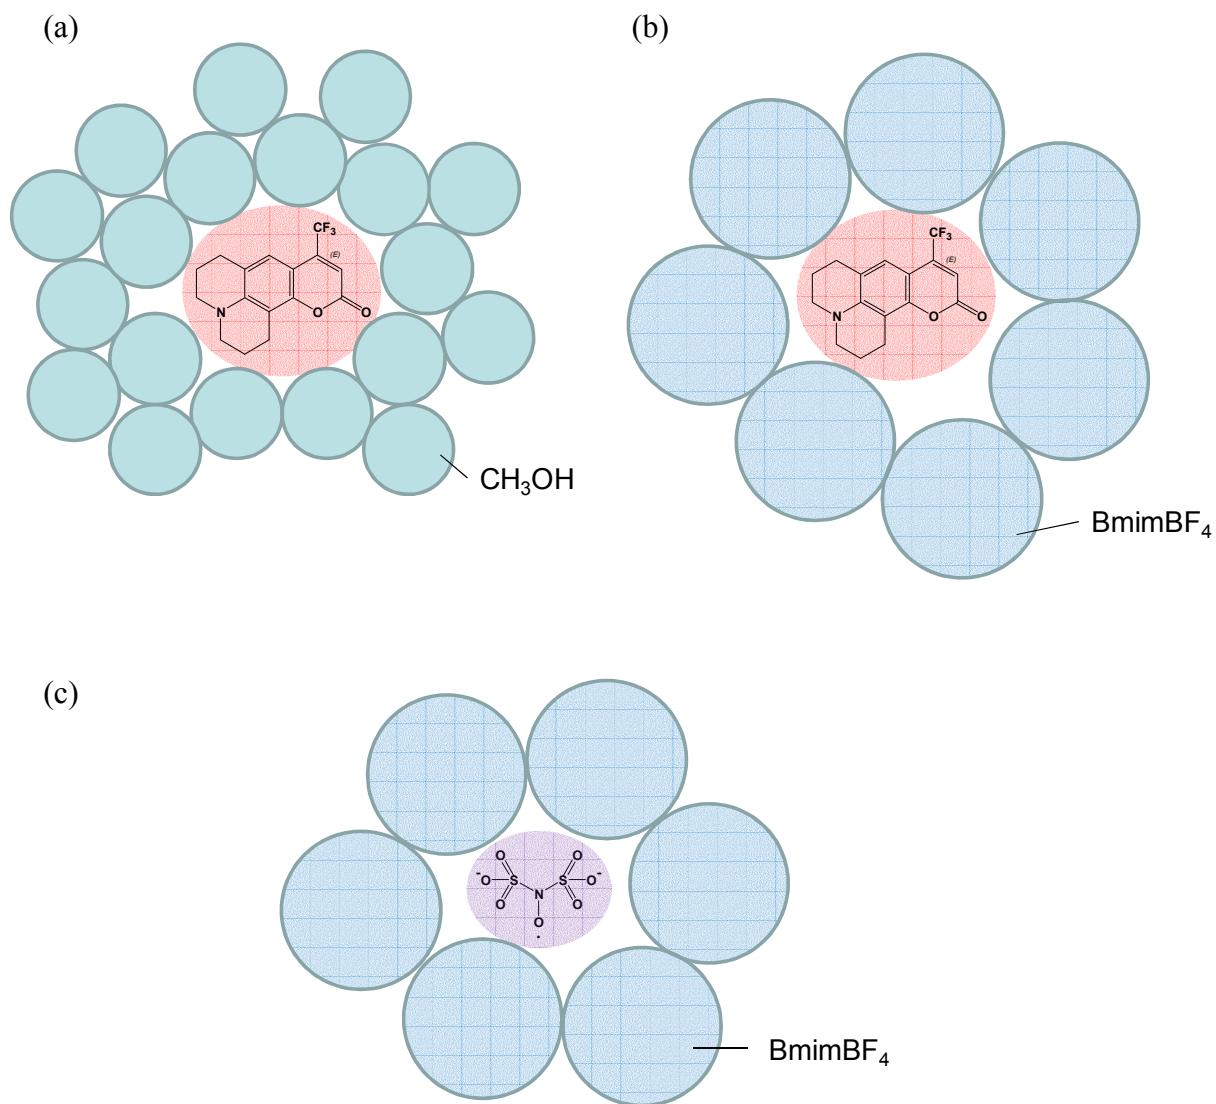 (a)
(b)
CF₃
(E)
N
O
O
CH₃OH
CF₃
(E)
N
O
O
BmimBF₄
(c)
O
O
⁻O
S
S
O⁻
O
N
O
O
•
BmimBF₄